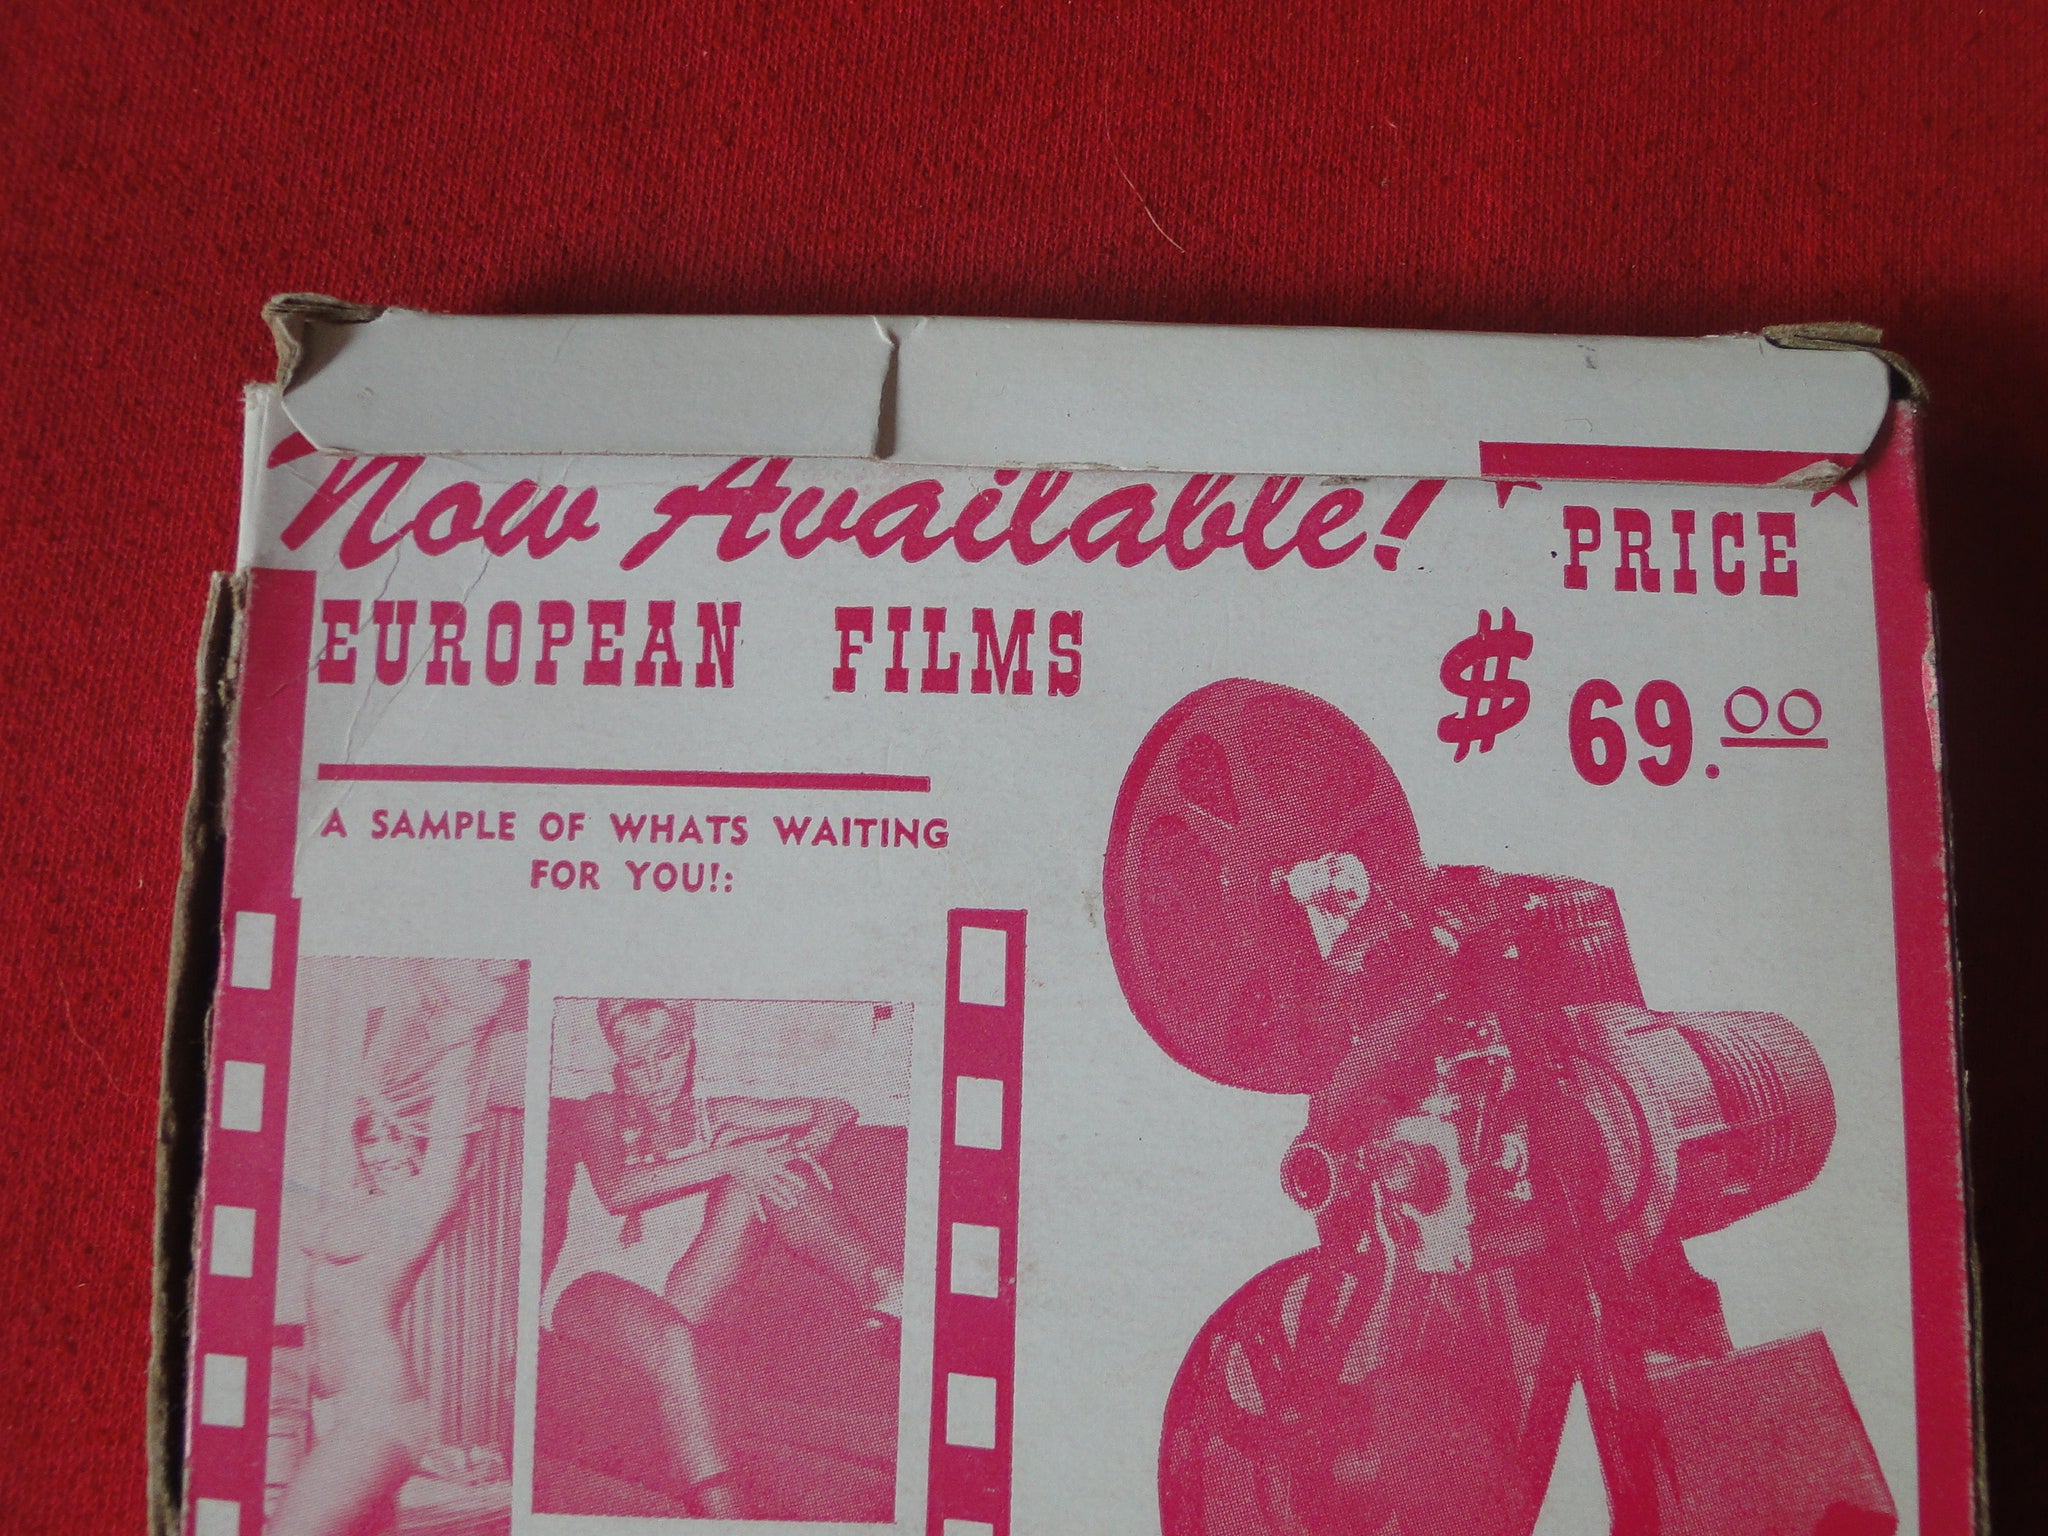 Now Available!
EUROPEAN FILMS
PRICE
$ 69.00
A SAMPLE OF WHATS WAITING
FOR YOU!: